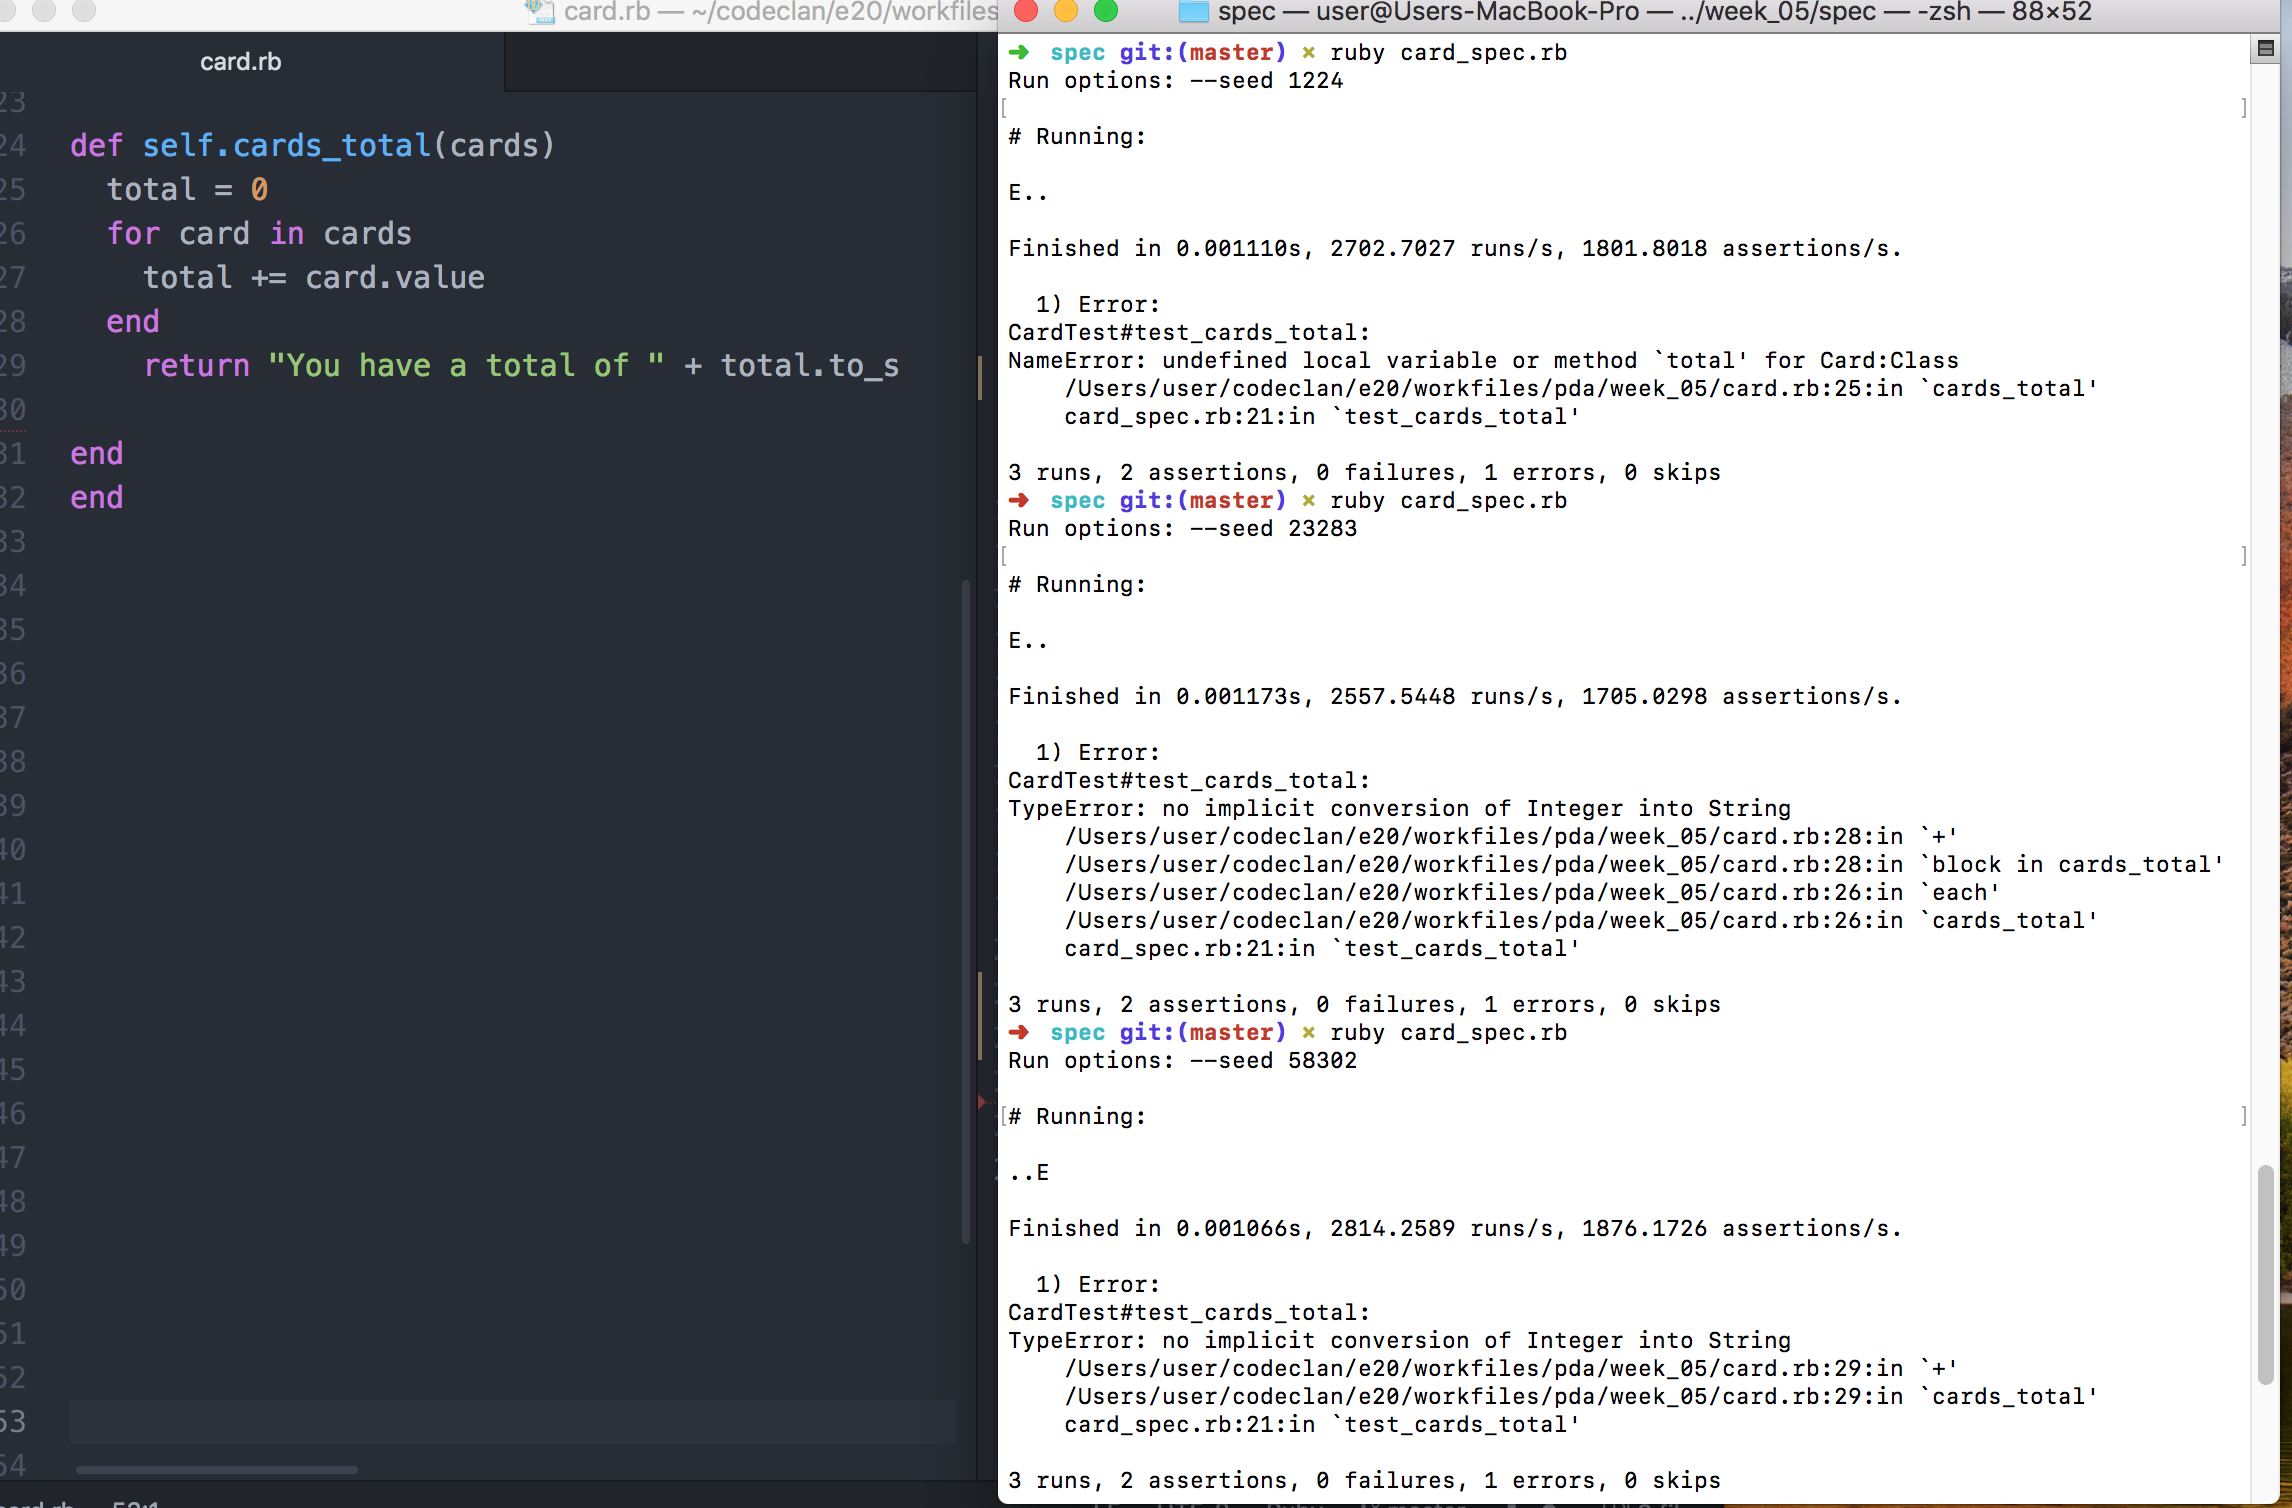 card.rb — ~/codeclan/e20/workfiles
card.rb
23
24 def self.cards_total(cards)
25 total = 0
26 for card in cards
27 total += card.value
28 end
29 return "You have a total of " + total.to_s
30
31 end
32 end
33
34
35
36
37
38
39
40
41
42
43
44
45
46
47
48
49
50
51
52
53
54
spec — user@Users-MacBook-Pro — ../week_05/spec — -zsh — 88×52
➜ spec git:(master) × ruby card_spec.rb
Run options: --seed 1224
# Running:
E..
Finished in 0.001110s, 2702.7027 runs/s, 1801.8018 assertions/s.
1) Error:
CardTest#test_cards_total:
NameError: undefined local variable or method `total' for Card:Class
/Users/user/codeclan/e20/workfiles/pda/week_05/card.rb:25:in `cards_total'
card_spec.rb:21:in `test_cards_total'
3 runs, 2 assertions, 0 failures, 1 errors, 0 skips
➜ spec git:(master) × ruby card_spec.rb
Run options: --seed 23283
# Running:
E..
Finished in 0.001173s, 2557.5448 runs/s, 1705.0298 assertions/s.
1) Error:
CardTest#test_cards_total:
TypeError: no implicit conversion of Integer into String
/Users/user/codeclan/e20/workfiles/pda/week_05/card.rb:28:in `+'
/Users/user/codeclan/e20/workfiles/pda/week_05/card.rb:28:in `block in cards_total'
/Users/user/codeclan/e20/workfiles/pda/week_05/card.rb:26:in `each'
/Users/user/codeclan/e20/workfiles/pda/week_05/card.rb:26:in `cards_total'
card_spec.rb:21:in `test_cards_total'
3 runs, 2 assertions, 0 failures, 1 errors, 0 skips
➜ spec git:(master) × ruby card_spec.rb
Run options: --seed 58302
# Running:
..E
Finished in 0.001066s, 2814.2589 runs/s, 1876.1726 assertions/s.
1) Error:
CardTest#test_cards_total:
TypeError: no implicit conversion of Integer into String
/Users/user/codeclan/e20/workfiles/pda/week_05/card.rb:29:in `+'
/Users/user/codeclan/e20/workfiles/pda/week_05/card.rb:29:in `cards_total'
card_spec.rb:21:in `test_cards_total'
3 runs, 2 assertions, 0 failures, 1 errors, 0 skips